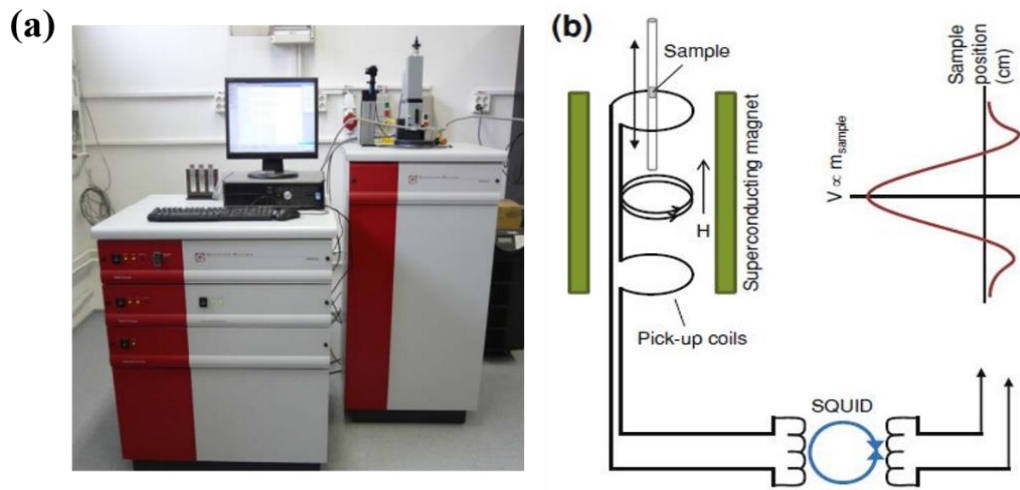 (a)
(b)
Sample
Superconducting magnet
H
Pick-up coils
SQUID
V ∝ m_sample
Sample
position
(cm)